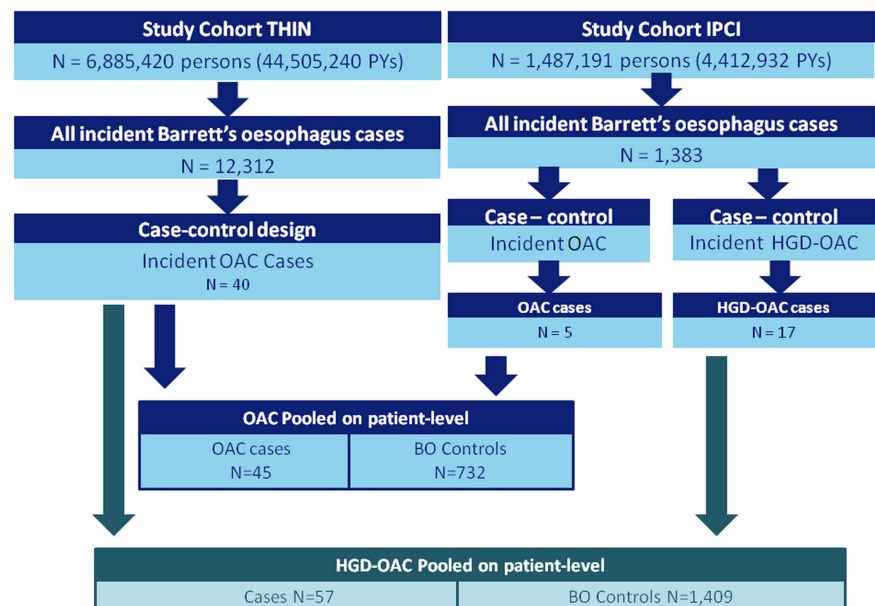 Study Cohort THIN
N = 6,885,420 persons (44,505,240 PYs)
Study Cohort IPCI
N = 1,487,191 persons (4,412,932 PYs)
All incident Barrett's oesophagus cases
N = 12,312
All incident Barrett's oesophagus cases
N = 1,383
Case-control design
Incident OAC Cases
N = 40
Case – control
Incident OAC
Case – control
Incident HGD-OAC
OAC cases
N = 5
HGD-OAC cases
N = 17
OAC Pooled on patient-level
OAC cases
N=45
BO Controls
N=732
HGD-OAC Pooled on patient-level
Cases N=57
BO Controls N=1,409